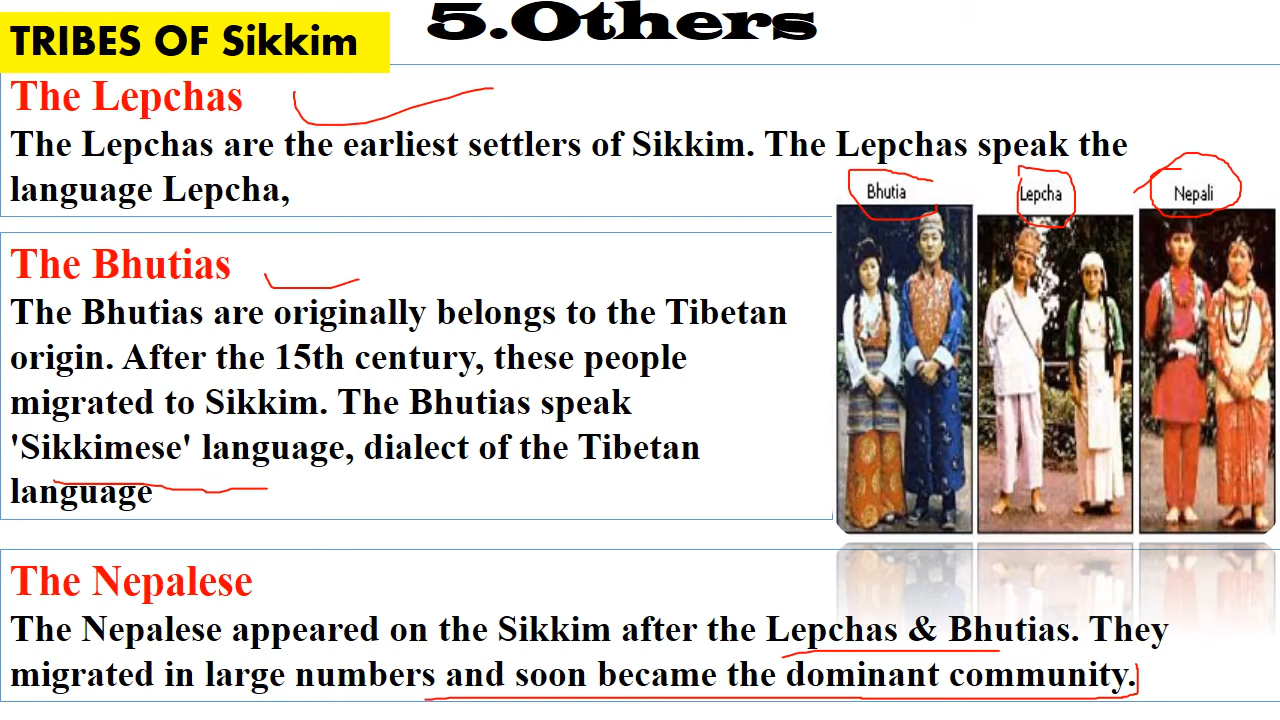 5.Others
TRIBES OF Sikkim
The Lepchas
The Lepchas are the earliest settlers of Sikkim. The Lepchas speak the
language Lepcha,
The Bhutias
The Bhutias are originally belongs to the Tibetan
origin. After the 15th century, these people
migrated to Sikkim. The Bhutias speak
'Sikkimese' language, dialect of the Tibetan
language
Bhutia
Lepcha
Nepali
The Nepalese
The Nepalese appeared on the Sikkim after the Lepchas & Bhutias. They
migrated in large numbers and soon became the dominant community.